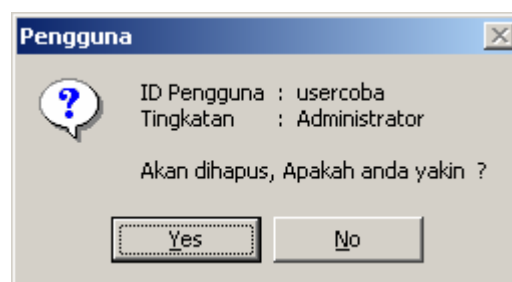 Pengguna
ID Pengguna : usercoba
Tingkatan : Administrator
Akan dihapus, Apakah anda yakin ?
Yes No